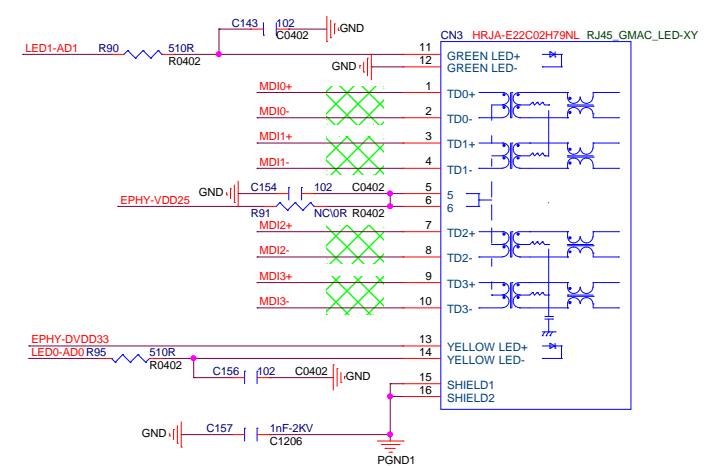 C143 102
C0402
GND
CN3 HRJA-E22C02H79NL RJ45_GMAC_LED-XY
LED1-AD1 R90 510R
R0402
11
GREEN LED+
GND 12
GREEN LED-
MDI0+ 1
TD0+
MDI0- 2
TD0-
MDI1+ 3
TD1+
MDI1- 4
TD1-
GND C154 102 C0402 5
5
EPHY-VDD25 6
6
R91 NC\0R R0402
MDI2+ 7
TD2+
MDI2- 8
TD2-
MDI3+ 9
TD3+
MDI3- 10
TD3-
EPHY-DVDD33 13
YELLOW LED+
LED0-AD0 R95 510R 14
YELLOW LED-
R0402
C156 102 C0402 GND
15
SHIELD1
16
SHIELD2
GND C157 1nF-2KV
C1206
PGND1